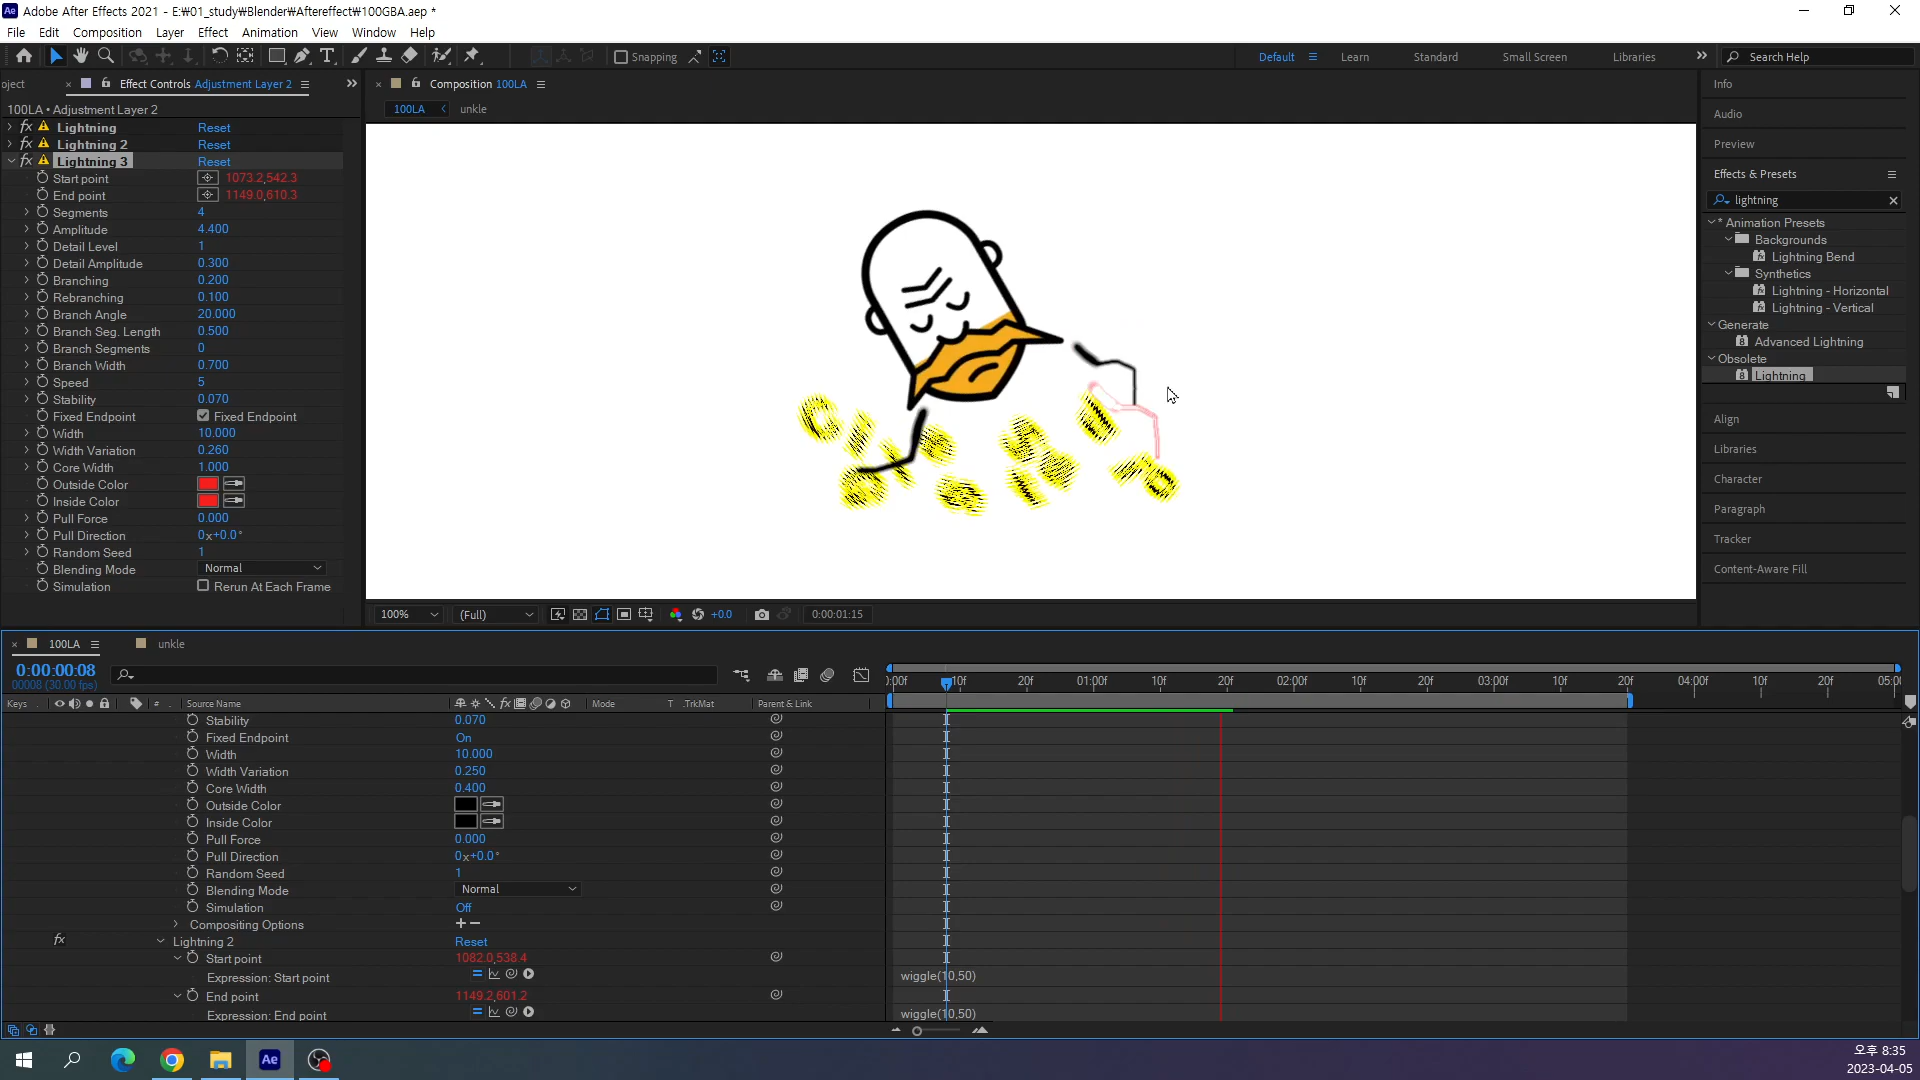 Adobe After Effects 2021 - E:₩01_study₩Blender₩Aftereffect₩100GBA.aep *
File Edit Composition Layer Effect Animation View Window Help
Snapping
Default Learn Standard Small Screen Libraries Search Help
oject Effect Controls Adjustment Layer 2
Composition 100LA
100LA • Adjustment Layer 2
100LA unkle
Lightning Reset
Lightning 2 Reset
Lightning 3 Reset
Start point 1073.2,542.3
End point 1149.0,610.3
Segments 4
Amplitude 4.400
Detail Level 1
Detail Amplitude 0.300
Branching 0.200
Rebranching 0.100
Branch Angle 20.000
Branch Seg. Length 0.500
Branch Segments 0
Branch Width 0.700
Speed 5
Stability 0.070
Fixed Endpoint Fixed Endpoint
Width 10.000
Width Variation 0.260
Core Width 1.000
Outside Color
Inside Color
Pull Force 0.000
Pull Direction 0x+0.0°
Random Seed 1
Blending Mode Normal
Simulation Rerun At Each Frame
100% (Full) +0.0 0:00:01:15
Info
Audio
Preview
Effects & Presets
lightning
* Animation Presets
Backgrounds
Lightning Bend
Synthetics
Lightning - Horizontal
Lightning - Vertical
Generate
Advanced Lightning
Obsolete
Lightning
Align
Libraries
Character
Paragraph
Tracker
Content-Aware Fill
100LA unkle
0:00:00:08
00008 (30.00 fps)
):00f 10f 20f 01:00f 10f 20f 02:00f 10f 20f 03:00f 10f 20f 04:00f 10f 20f 05:00
Keys # Source Name Mode T .TrkMat Parent & Link
Stability 0.070
Fixed Endpoint On
Width 10.000
Width Variation 0.250
Core Width 0.400
Outside Color
Inside Color
Pull Force 0.000
Pull Direction 0x+0.0°
Random Seed 1
Blending Mode Normal
Simulation Off
Compositing Options
Lightning 2 Reset
Start point 1082.0,538.4
Expression: Start point wiggle(10,50)
End point 1149.2,601.2
Expression: End point wiggle(10,50)
오후 8:35
2023-04-05